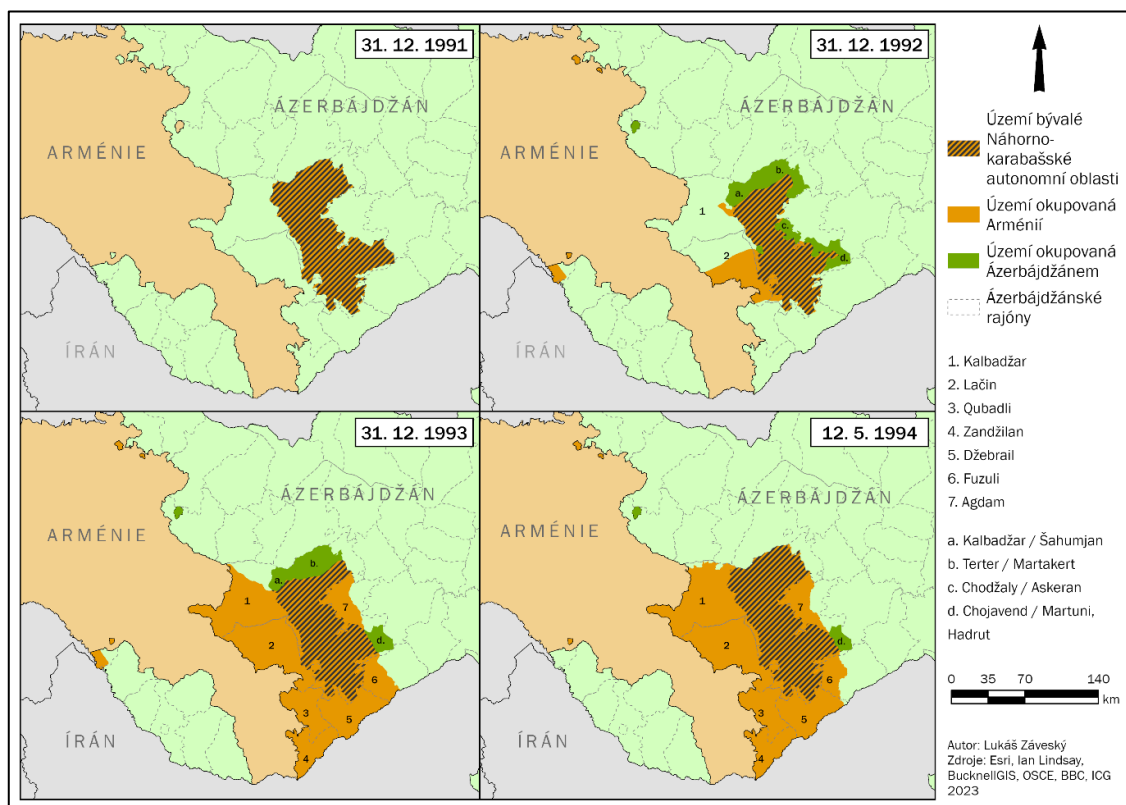 31. 12. 1991
ÁZERBÁJDŽÁN
ARMÉNIE
ÍRÁN
31. 12. 1992
ÁZERBÁJDŽÁN
ARMÉNIE
a.
b.
1
c.
2
d.
31. 12. 1993
ÁZERBÁJDŽÁN
ARMÉNIE
b.
a.
1
7
2
d.
6
3
5
4
ÍRÁN
12. 5. 1994
ÁZERBÁJDŽÁN
ARMÉNIE
1
7
2
d.
6
3
5
4
ÍRÁN
Území bývalé
Náhorno-
karabašské
autonomní oblasti
Území okupovaná
Arménií
Území okupovaná
Ázerbájdžánem
Ázerbájdžánské
rajóny
1. Kalbadžar
2. Lačin
3. Qubadli
4. Zandžilan
5. Džebrail
6. Fuzuli
7. Agdam
a. Kalbadžar / Šahumjan
b. Terter / Martakert
c. Chodžaly / Askeran
d. Chojavend / Martuni,
Hadrut
0 35 70 140
km
Autor: Lukáš Záveský
Zdroje: Esri, Ian Lindsay,
BucknellGIS, OSCE, BBC, ICG
2023